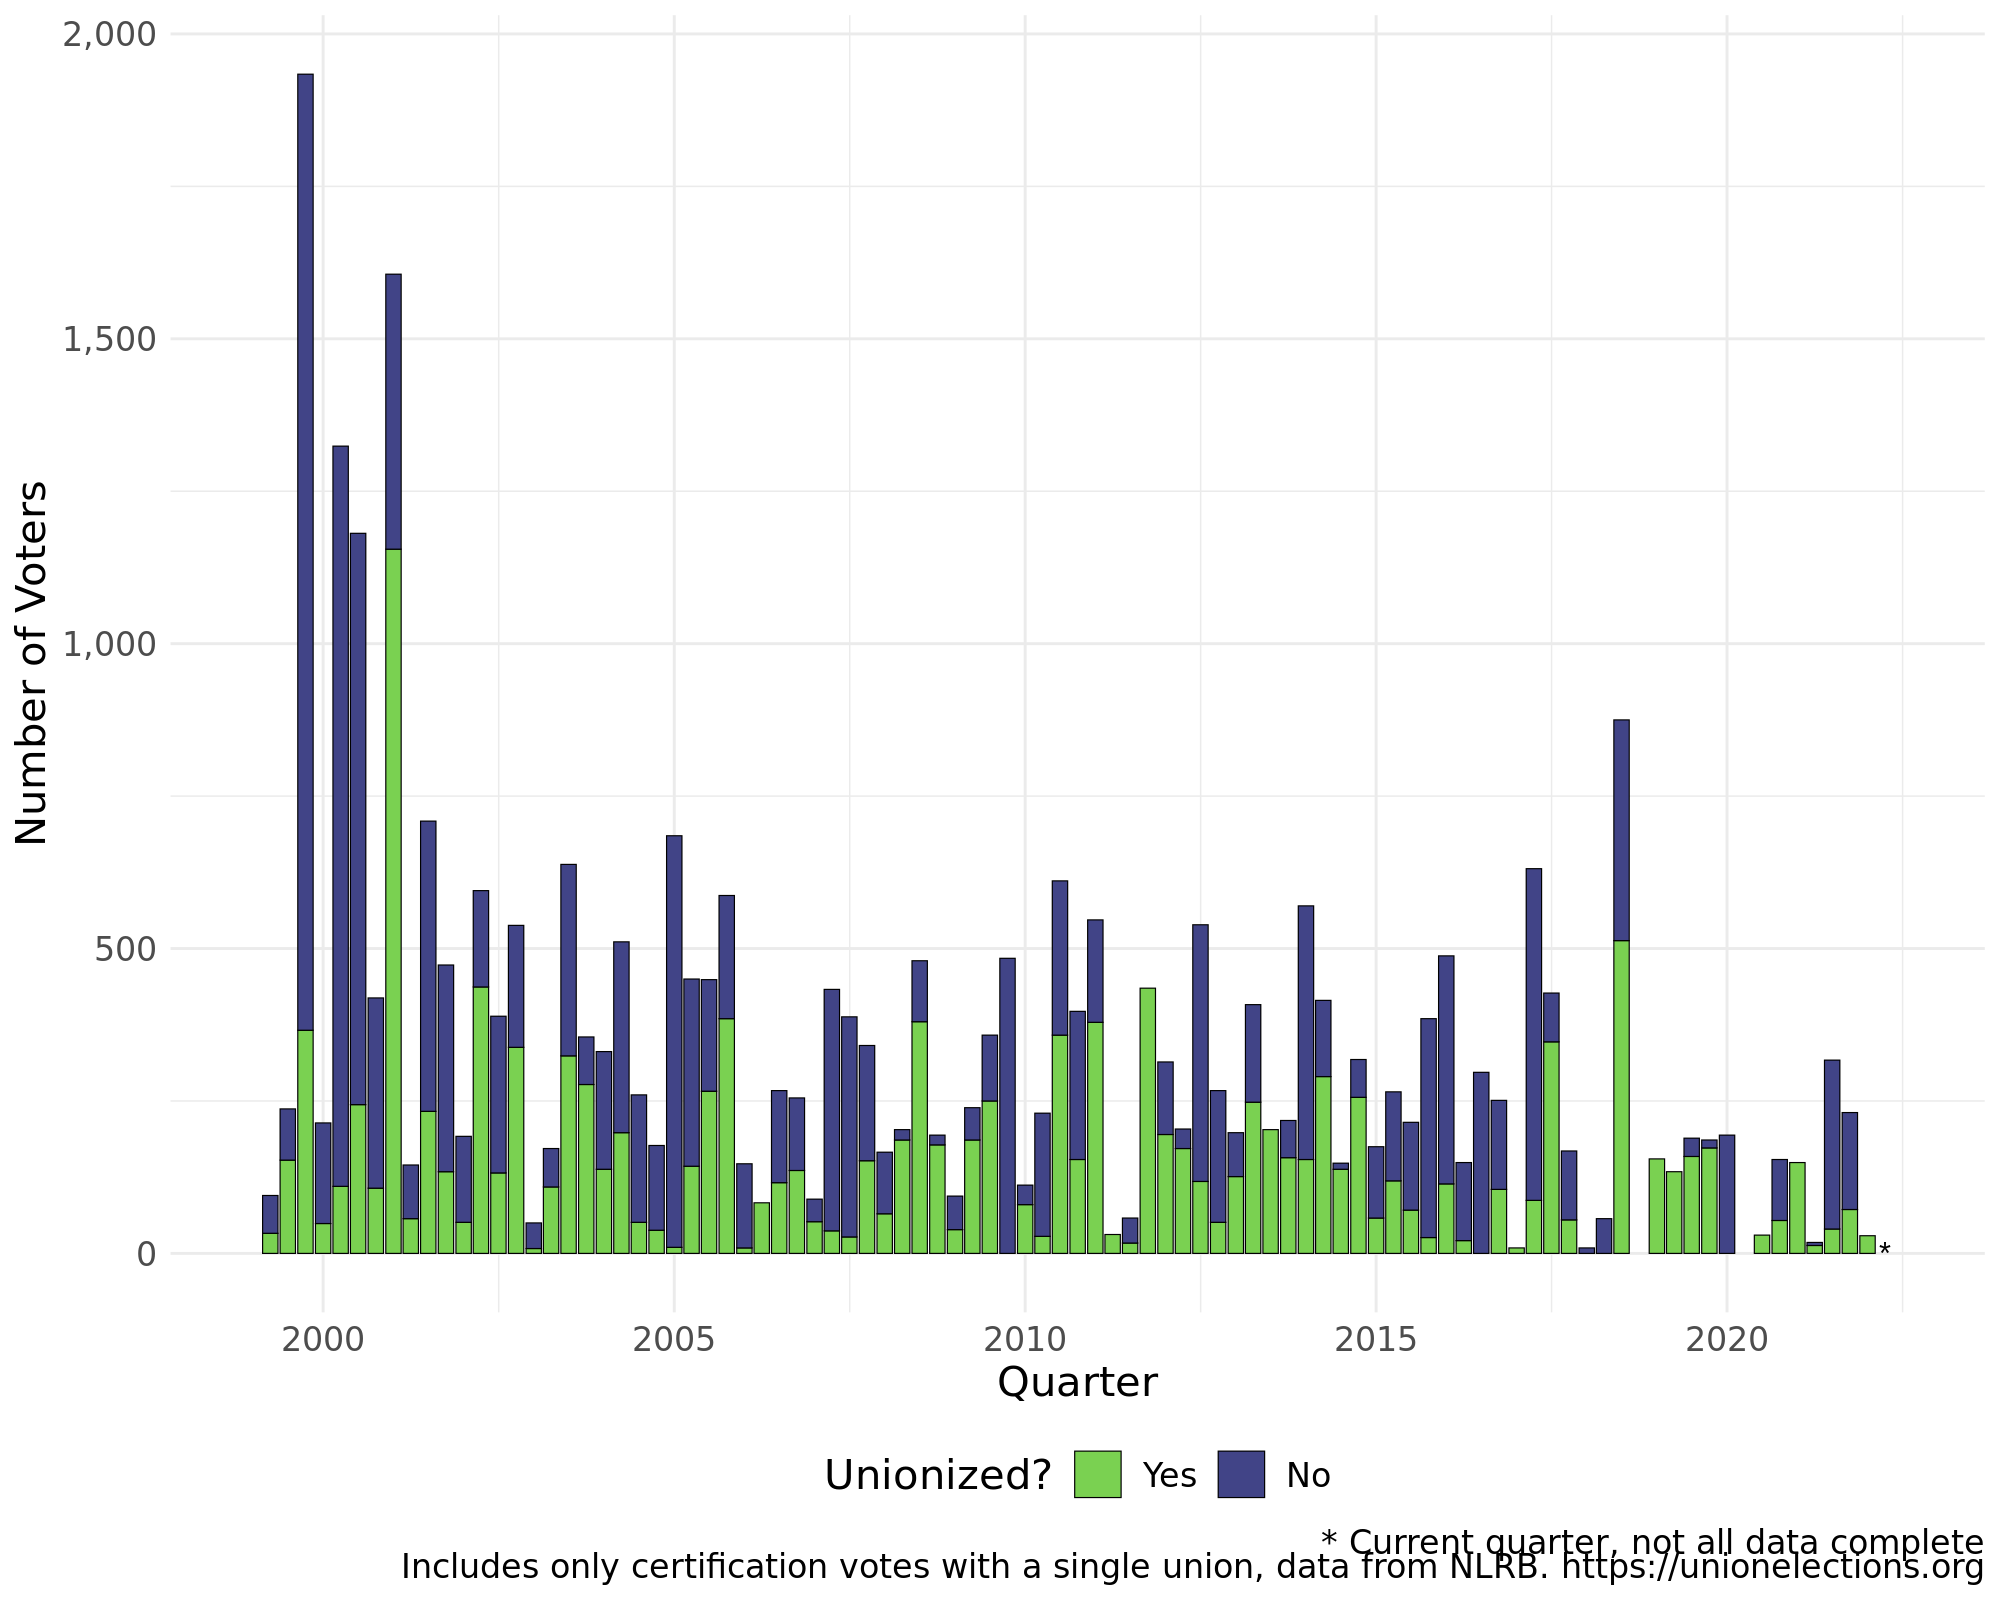 2,000
1,500
1,000
500
0
Number of Voters
*
2000 2005 2010 2015 2020
Quarter
Unionized? Yes No
* Current quarter, not all data complete
Includes only certification votes with a single union, data from NLRB. https://unionelections.org